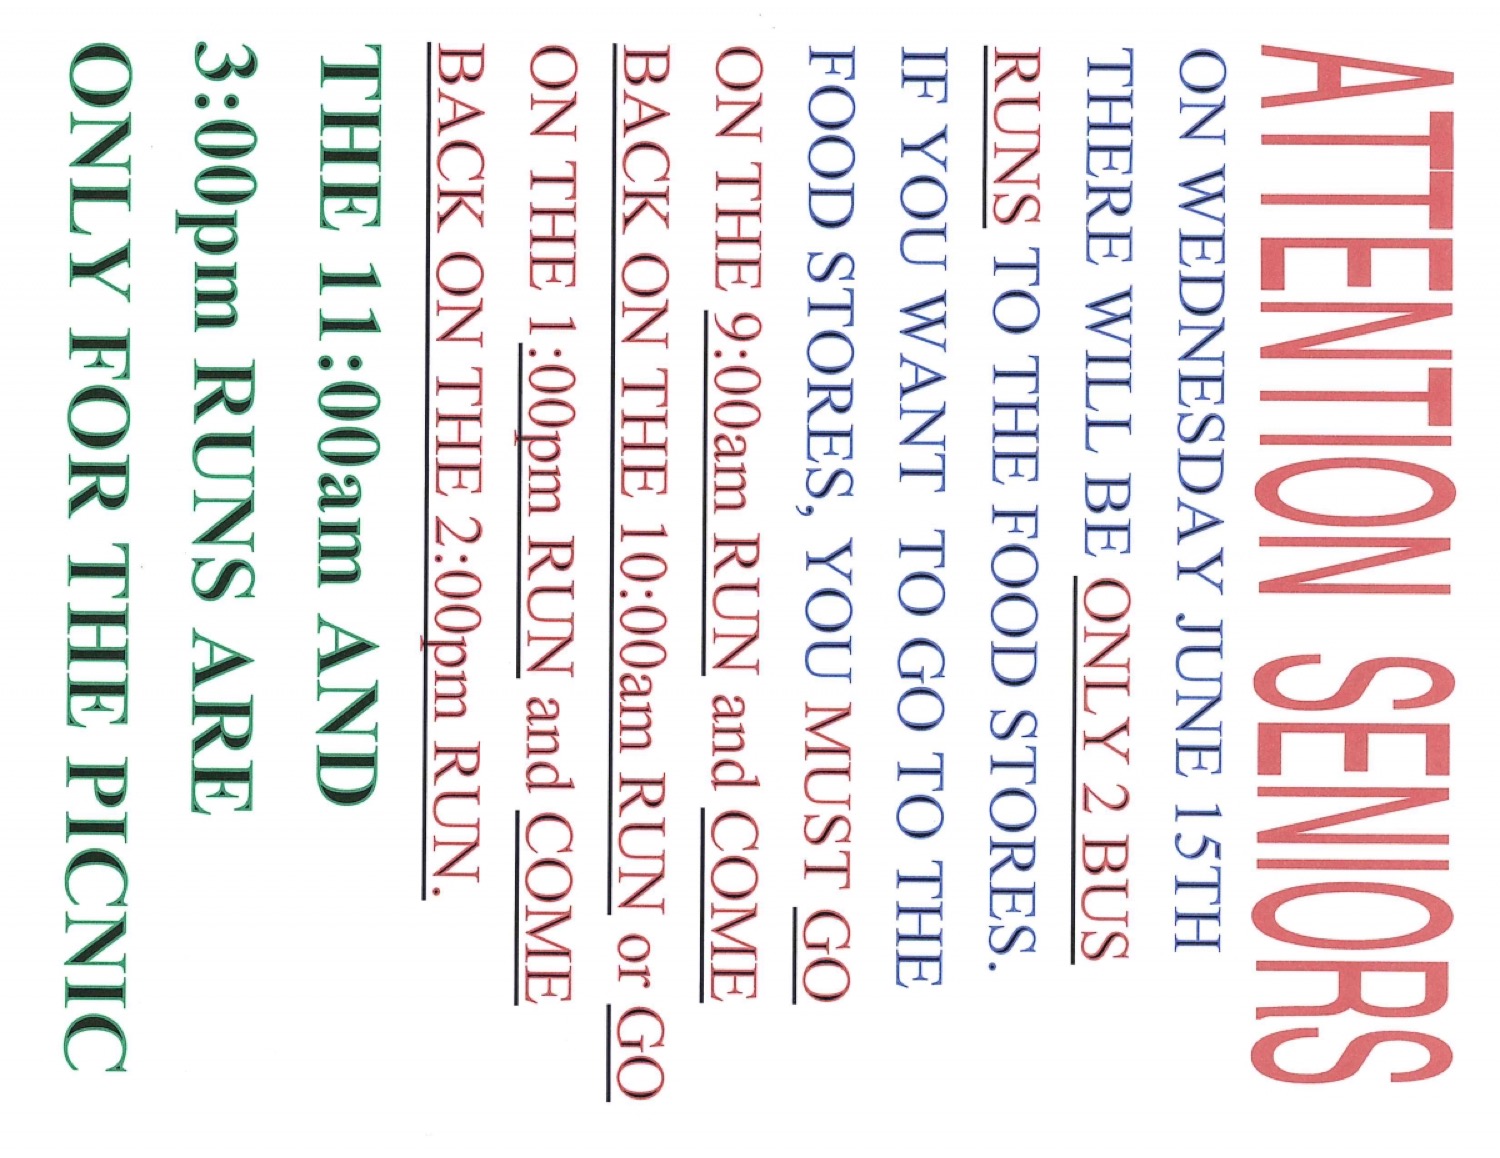 ATTENTION SENIORS
ON WEDNESDAY JUNE 15TH
THERE WILL BE ONLY 2 BUS
RUNS TO THE FOOD STORES.
IF YOU WANT TO GO TO THE
FOOD STORES, YOU MUST GO
ON THE 9:00am RUN and COME
BACK ON THE 10:00am RUN or GO
ON THE 1:00pm RUN and COME
BACK ON THE 2:00pm RUN.
THE 11:00am AND
3:00pm RUNS ARE
ONLY FOR THE PICNIC